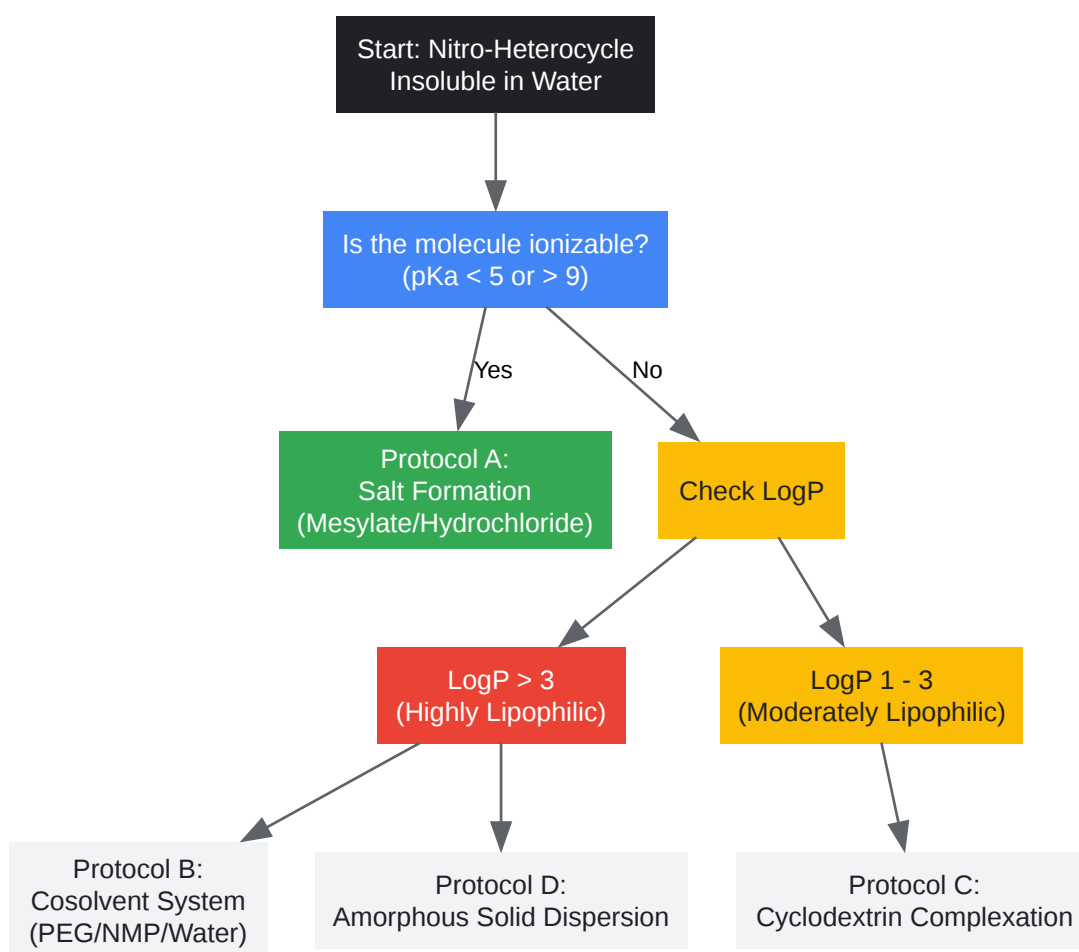 Start: Nitro-Heterocycle
Insoluble in Water
Is the molecule ionizable?
(pKa < 5 or > 9)
Yes
No
Protocol A:
Salt Formation
(Mesylate/Hydrochloride)
Check LogP
LogP > 3
(Highly Lipophilic)
LogP 1 - 3
(Moderately Lipophilic)
Protocol B:
Cosolvent System
(PEG/NMP/Water)
Protocol D:
Amorphous Solid Dispersion
Protocol C:
Cyclodextrin Complexation